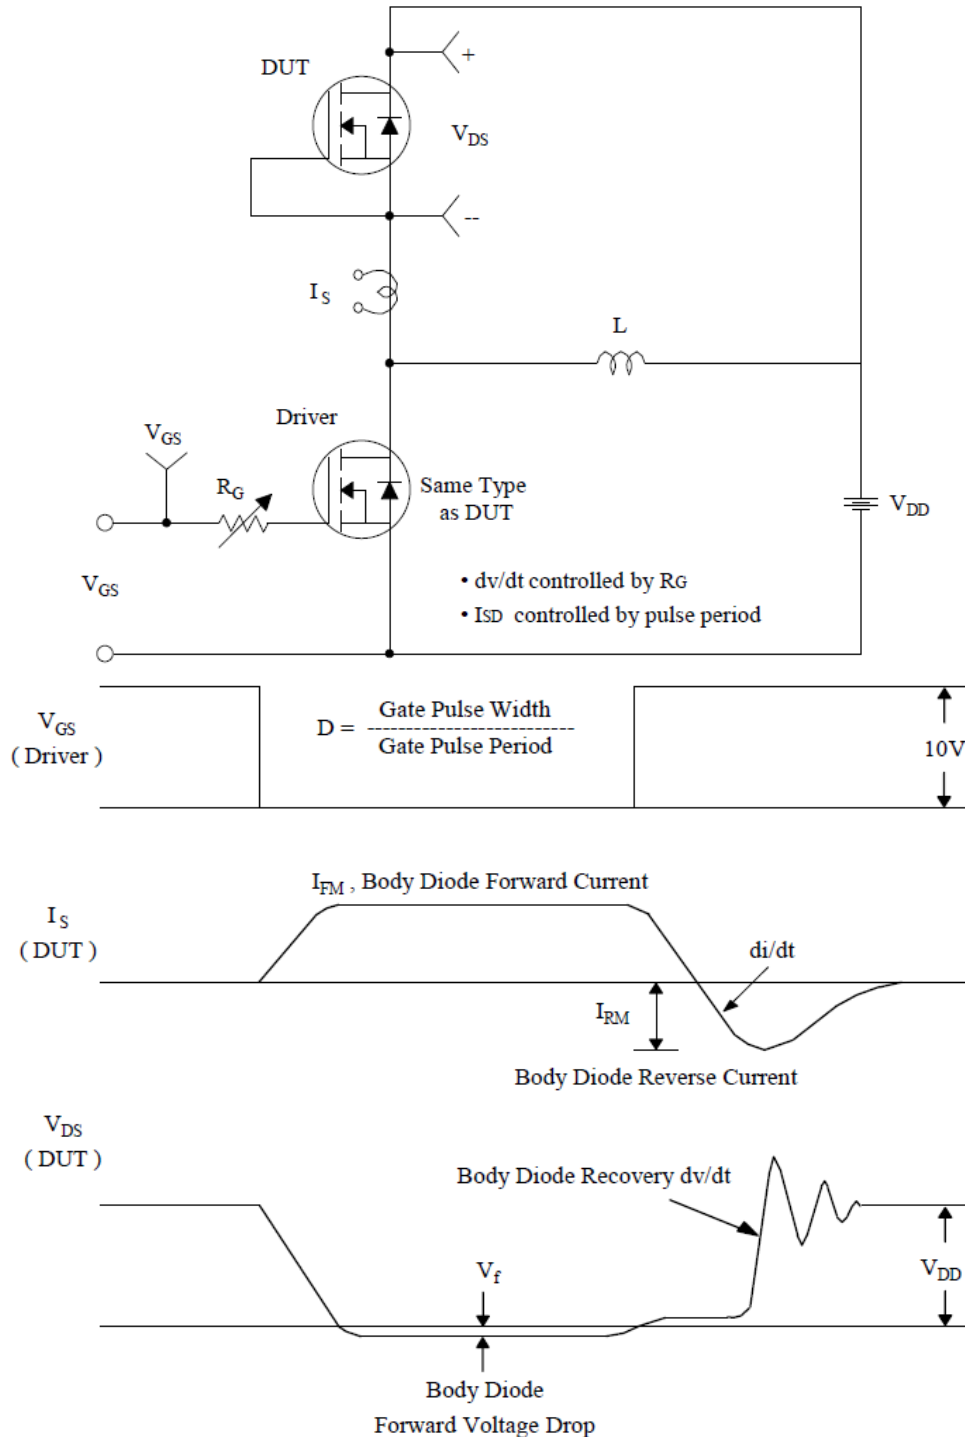 DUT
+
V_DS
--
I_S
L
Driver
V_GS
R_G
Same Type
as DUT
V_DD
V_GS
• dv/dt controlled by RG
• ISD controlled by pulse period
V_GS
( Driver )
D = Gate Pulse Width
--------------------------
Gate Pulse Period
10V
I_FM , Body Diode Forward Current
I_S
( DUT )
di/dt
I_RM
Body Diode Reverse Current
V_DS
( DUT )
Body Diode Recovery dv/dt
V_f
V_DD
Body Diode
Forward Voltage Drop